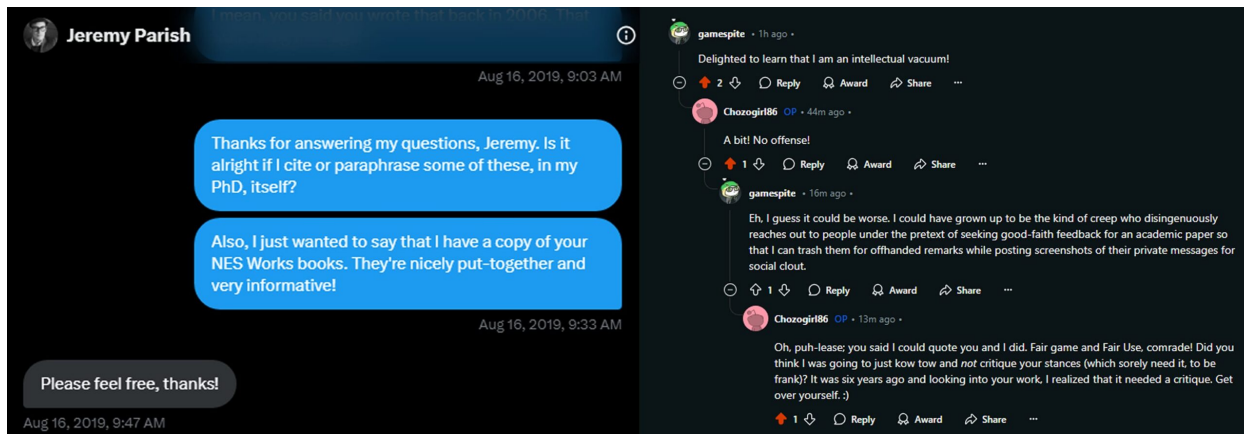 I mean, you said you wrote that back in 2006. That
Jeremy Parish
Aug 16, 2019, 9:03 AM
Thanks for answering my questions, Jeremy. Is it
alright if I cite or paraphrase some of these, in my
PhD, itself?
Also, I just wanted to say that I have a copy of your
NES Works books. They're nicely put-together and
very informative!
Aug 16, 2019, 9:33 AM
Please feel free, thanks!
Aug 16, 2019, 9:47 AM
gamespite • 1h ago •
Delighted to learn that I am an intellectual vacuum!
2 Reply Award Share ...
Chozogirl86 OP • 44m ago •
A bit! No offense!
1 Reply Award Share ...
gamespite • 16m ago •
Eh, I guess it could be worse. I could have grown up to be the kind of creep who disingenuously
reaches out to people under the pretext of seeking good-faith feedback for an academic paper so
that I can trash them for offhanded remarks while posting screenshots of their private messages for
social clout.
1 Reply Award Share ...
Chozogirl86 OP • 13m ago •
Oh, puh-lease; you said I could quote you and I did. Fair game and Fair Use, comrade! Did you
think I was going to just kow tow and not critique your stances (which sorely need it, to be
frank)? It was six years ago and looking into your work, I realized that it needed a critique. Get
over yourself. :)
1 Reply Award Share ...